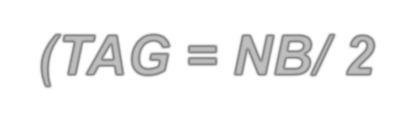 (TAG = NB/ 2